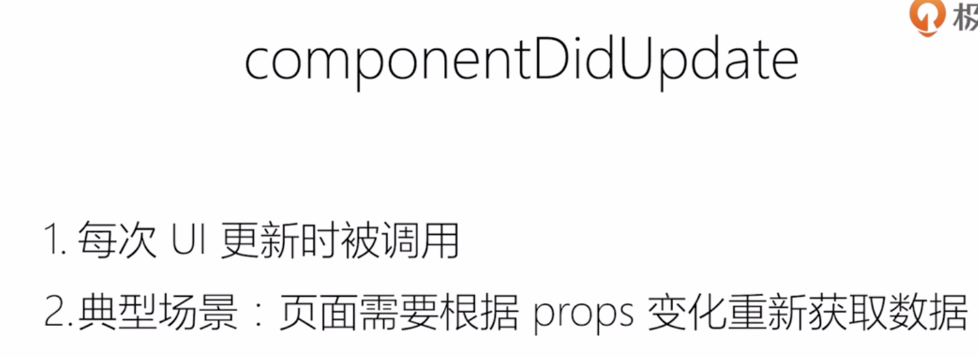 极
componentDidUpdate
1. 每次 UI 更新时被调用
2.典型场景：页面需要根据 props 变化重新获取数据